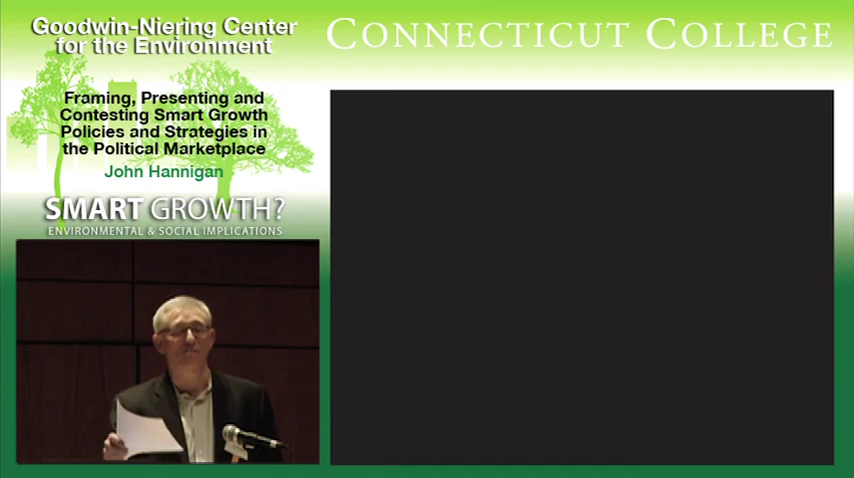 Goodwin-Niering Center
for the Environment
CONNECTICUT COLLEGE
Framing, Presenting and
Contesting Smart Growth
Policies and Strategies in
the Political Marketplace
John Hannigan
SMART GROWTH?
ENVIRONMENTAL & SOCIAL IMPLICATIONS